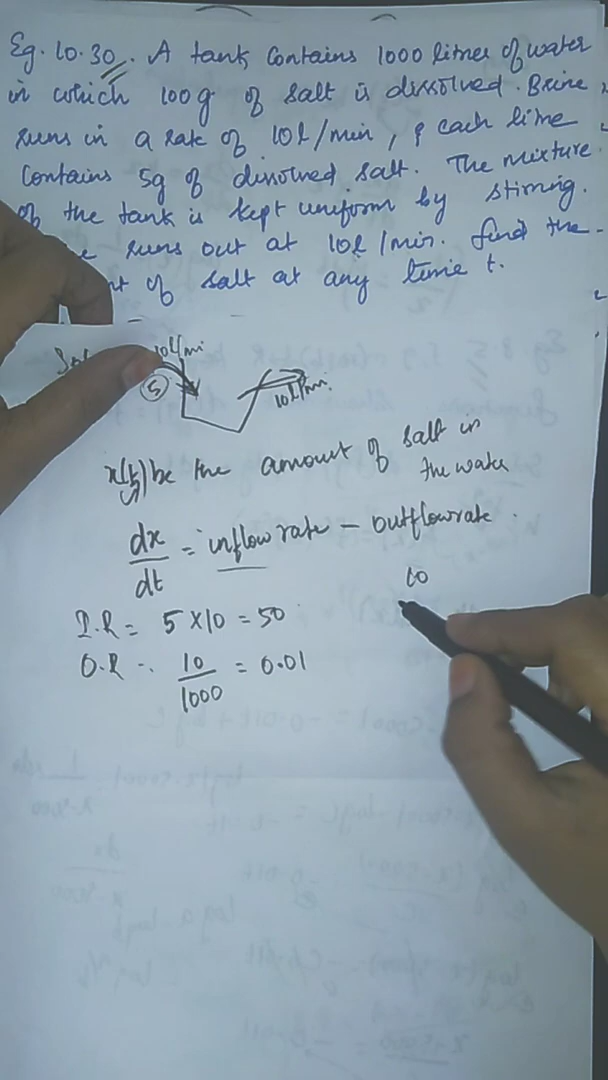 Eg. 10.30. A tank contains 1000 litres of water
in which 100g of salt is dissolved. Brine
runs in a rate of 10l/min, & each litre
contains 5g of dissolved salt. The mixture
of the tank is kept uniform by stirring.
runs out at 10l/min. find the
of salt at any time t.
10l/mi
5
10l/min.
x(t) be the amount of salt in
the water
dx/dt = inflow rate - outflow rate.
10
I.R = 5 X 10 = 50
O.R = 10/1000 = 0.01